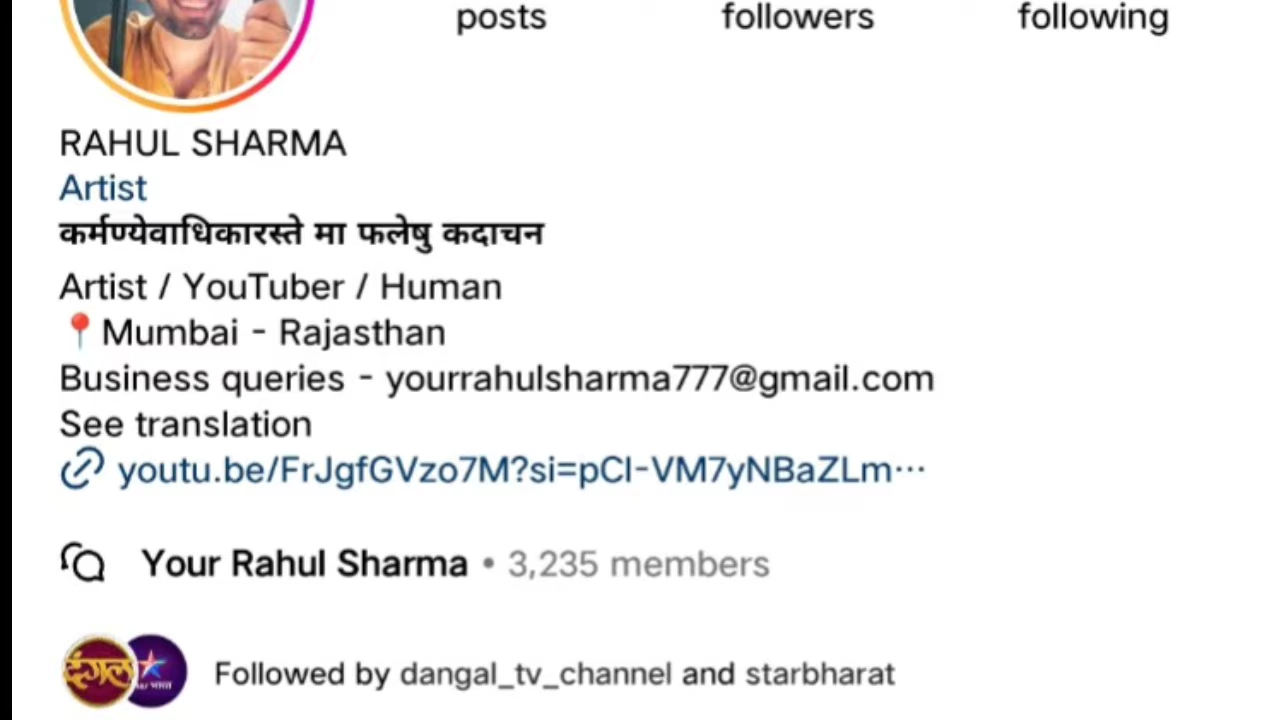 posts followers following
RAHUL SHARMA
Artist
कर्मण्येवाधिकारस्ते मा फलेषु कदाचन
Artist / YouTuber / Human
📍Mumbai - Rajasthan
Business queries - yourrahulsharma777@gmail.com
See translation
youtu.be/FrJgfGVzo7M?si=pCI-VM7yNBaZLm...
Your Rahul Sharma • 3,235 members
दंगल
Followed by dangal_tv_channel and starbharat